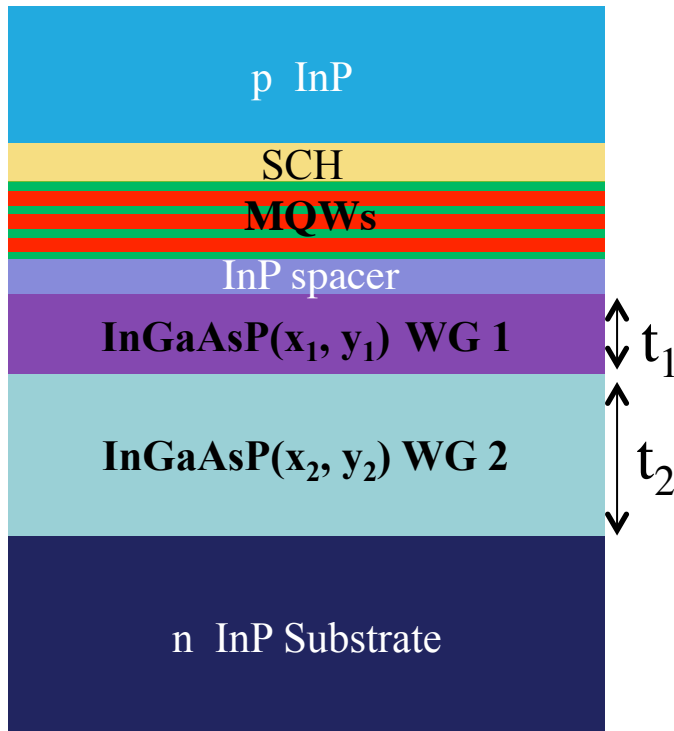 p InP
SCH
MQWs
InP spacer
InGaAsP(x₁, y₁) WG 1
t₁
InGaAsP(x₂, y₂) WG 2
t₂
n InP Substrate